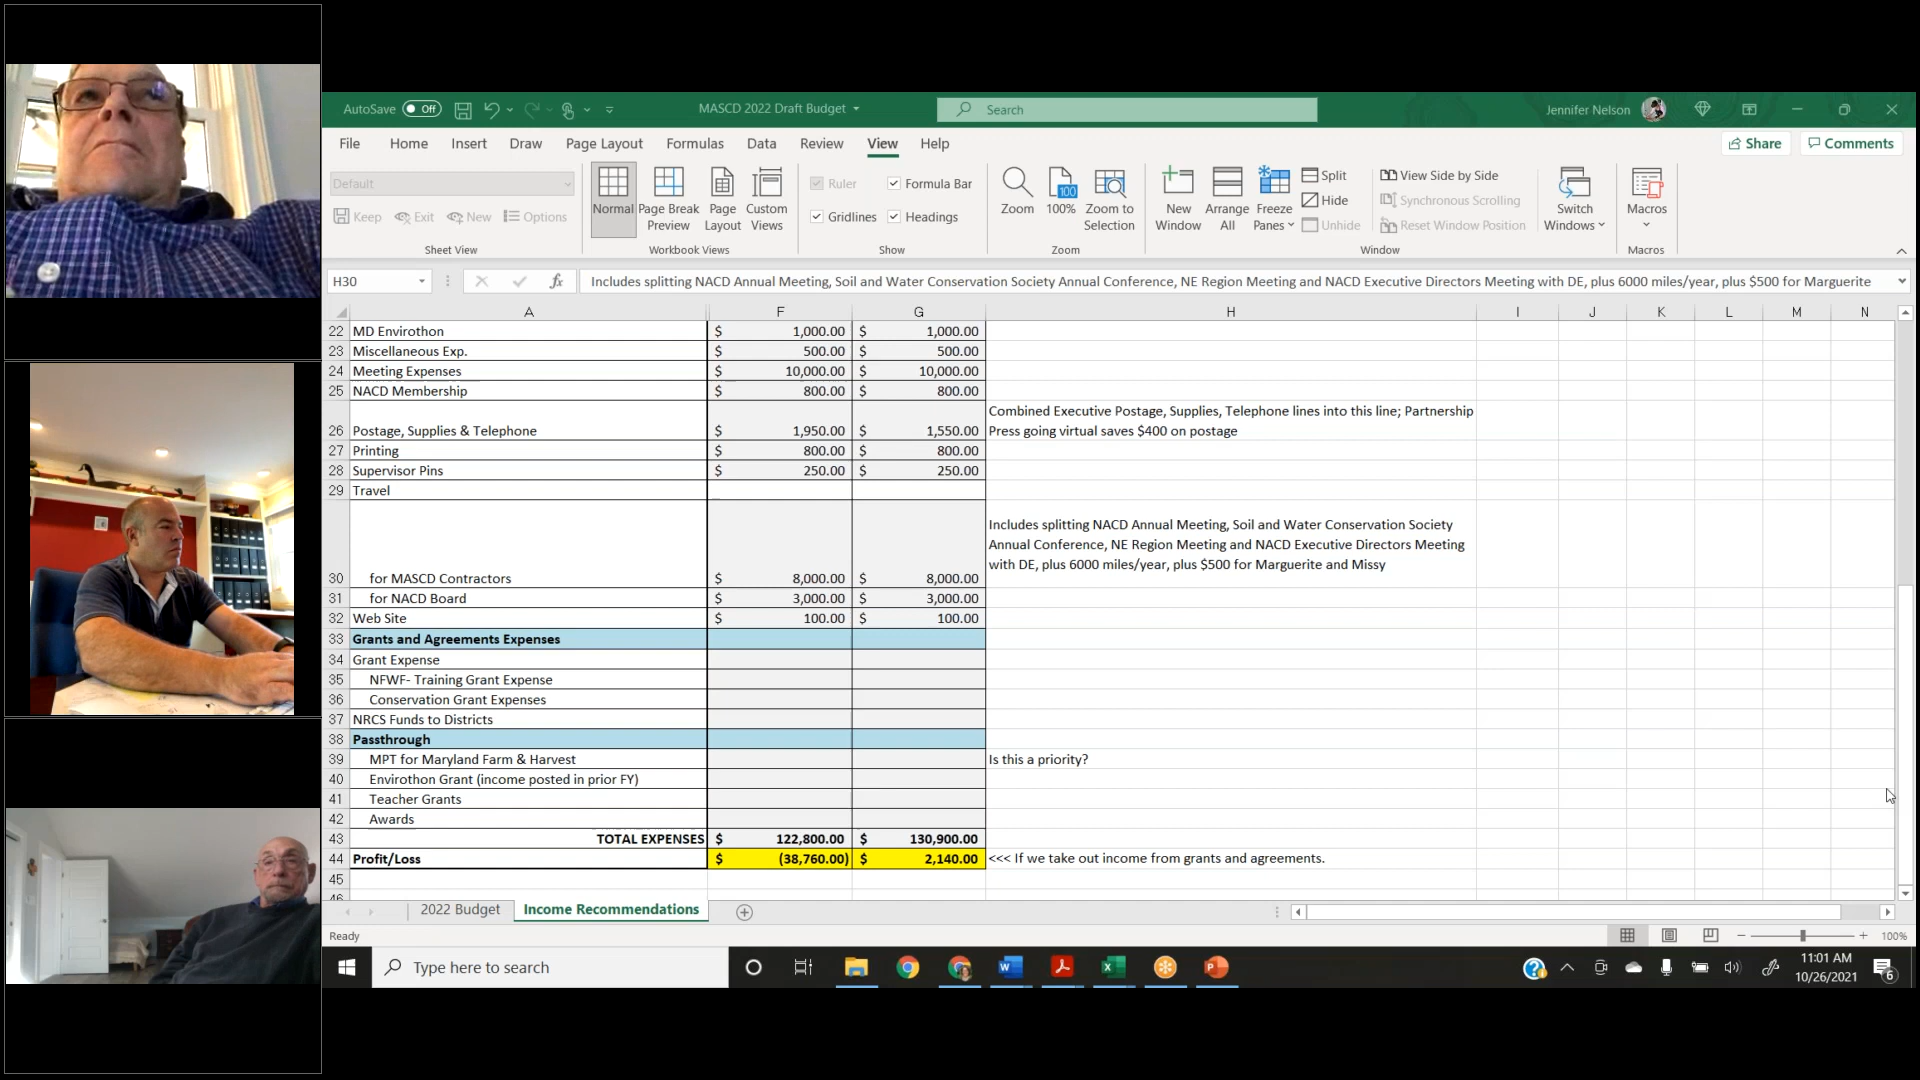 AutoSave Off MASCD 2022 Draft Budget Search Jennifer Nelson
File Home Insert Draw Page Layout Formulas Data Review View Help Share Comments
Default
Keep Exit New Options
Sheet View
Normal Page Break Preview Page Layout Custom Views
Workbook Views
Ruler Formula Bar
Gridlines Headings
Show
Zoom 100 100% Zoom to Selection
Zoom
New Window Arrange All Freeze Panes
Split View Side by Side
Hide Synchronous Scrolling
Unhide Reset Window Position
Switch Windows
Window
Macros
Macros
H30 fx Includes splitting NACD Annual Meeting, Soil and Water Conservation Society Annual Conference, NE Region Meeting and NACD Executive Directors Meeting with DE, plus 6000 miles/year, plus $500 for Marguerite
A F G H I J K L M N
22 MD Envirothon $ 1,000.00 $ 1,000.00
23 Miscellaneous Exp. $ 500.00 $ 500.00
24 Meeting Expenses $ 10,000.00 $ 10,000.00
25 NACD Membership $ 800.00 $ 800.00
Combined Executive Postage, Supplies, Telephone lines into this line; Partnership
26 Postage, Supplies & Telephone $ 1,950.00 $ 1,550.00 Press going virtual saves $400 on postage
27 Printing $ 800.00 $ 800.00
28 Supervisor Pins $ 250.00 $ 250.00
29 Travel
Includes splitting NACD Annual Meeting, Soil and Water Conservation Society
Annual Conference, NE Region Meeting and NACD Executive Directors Meeting
with DE, plus 6000 miles/year, plus $500 for Marguerite and Missy
30 for MASCD Contractors $ 8,000.00 $ 8,000.00
31 for NACD Board $ 3,000.00 $ 3,000.00
32 Web Site $ 100.00 $ 100.00
33 Grants and Agreements Expenses
34 Grant Expense
35 NFWF- Training Grant Expense
36 Conservation Grant Expenses
37 NRCS Funds to Districts
38 Passthrough
39 MPT for Maryland Farm & Harvest Is this a priority?
40 Envirothon Grant (income posted in prior FY)
41 Teacher Grants
42 Awards
43 TOTAL EXPENSES $ 122,800.00 $ 130,900.00
44 Profit/Loss $ (38,760.00) $ 2,140.00 <<< If we take out income from grants and agreements.
45
46
2022 Budget Income Recommendations
Ready 100%
Type here to search
11:01 AM
10/26/2021
6